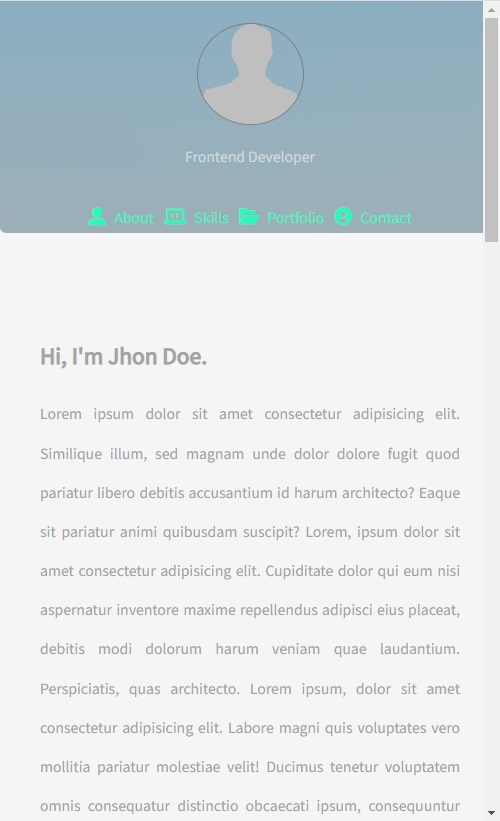 Frontend Developer
About Skills Portfolio Contact
Hi, I'm Jhon Doe.
Lorem ipsum dolor sit amet consectetur adipisicing elit.
Similique illum, sed magnam unde dolor dolore fugit quod
pariatur libero debitis accusantium id harum architecto? Eaque
sit pariatur animi quibusdam suscipit? Lorem, ipsum dolor sit
amet consectetur adipisicing elit. Cupiditate dolor qui eum nisi
aspernatur inventore maxime repellendus adipisci eius placeat,
debitis modi dolorum harum veniam quae laudantium.
Perspiciatis, quas architecto. Lorem ipsum, dolor sit amet
consectetur adipisicing elit. Labore magni quis voluptates vero
mollitia pariatur molestiae velit! Ducimus tenetur voluptatem
omnis consequatur distinctio obcaecati ipsum, consequuntur